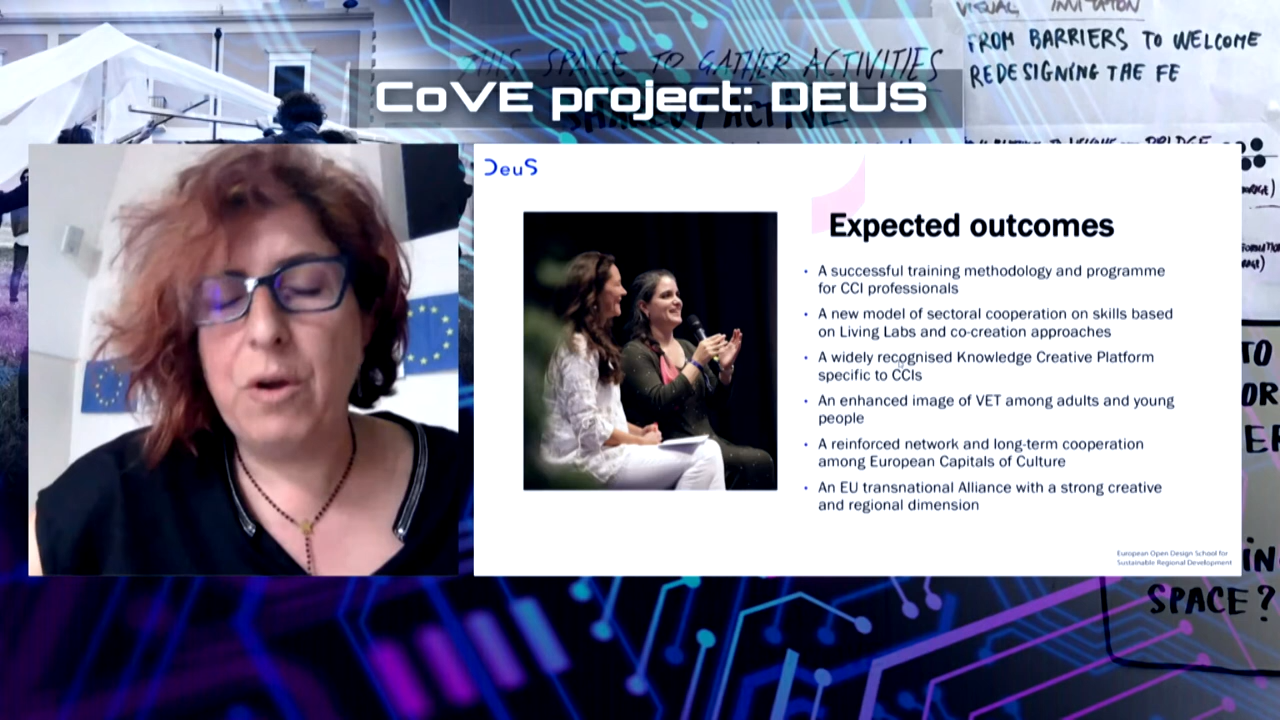 VISUAL INVITATION
FROM BARRIERS TO WELCOME
REDESIGNING THE FE
THIS SPACE TO GATHER ACTIVITIES
CoVE project: DEUS
DeuS
Expected outcomes
• A successful training methodology and programme
for CCI professionals
• A new model of sectoral cooperation on skills based
on Living Labs and co-creation approaches
• A widely recognised Knowledge Creative Platform
specific to CCIs
• An enhanced image of VET among adults and young
people
• A reinforced network and long-term cooperation
among European Capitals of Culture
• An EU transnational Alliance with a strong creative
and regional dimension
European Open Design School for
Sustainable Regional Development
TO
OR
SPACE?